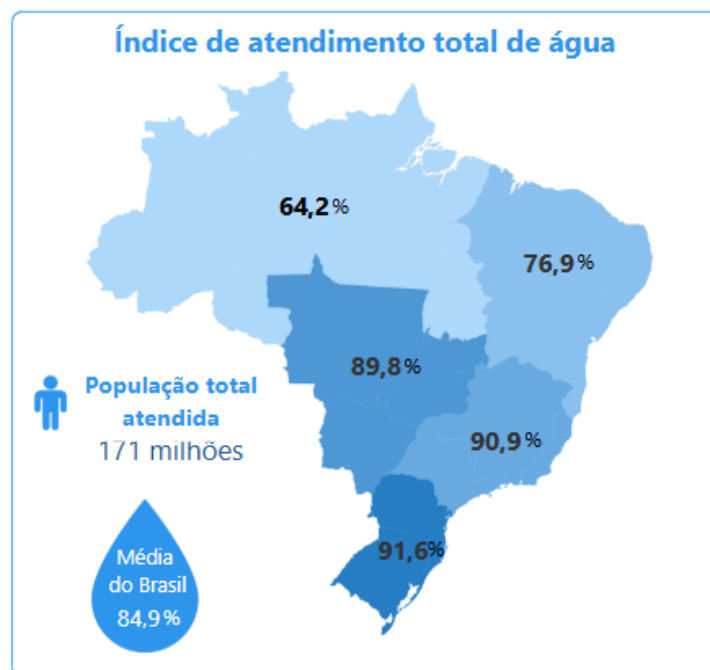 Índice de atendimento total de água
64,2%
76,9%
89,8%
População total
atendida
171 milhões
90,9%
91,6%
Média
do Brasil
84,9%